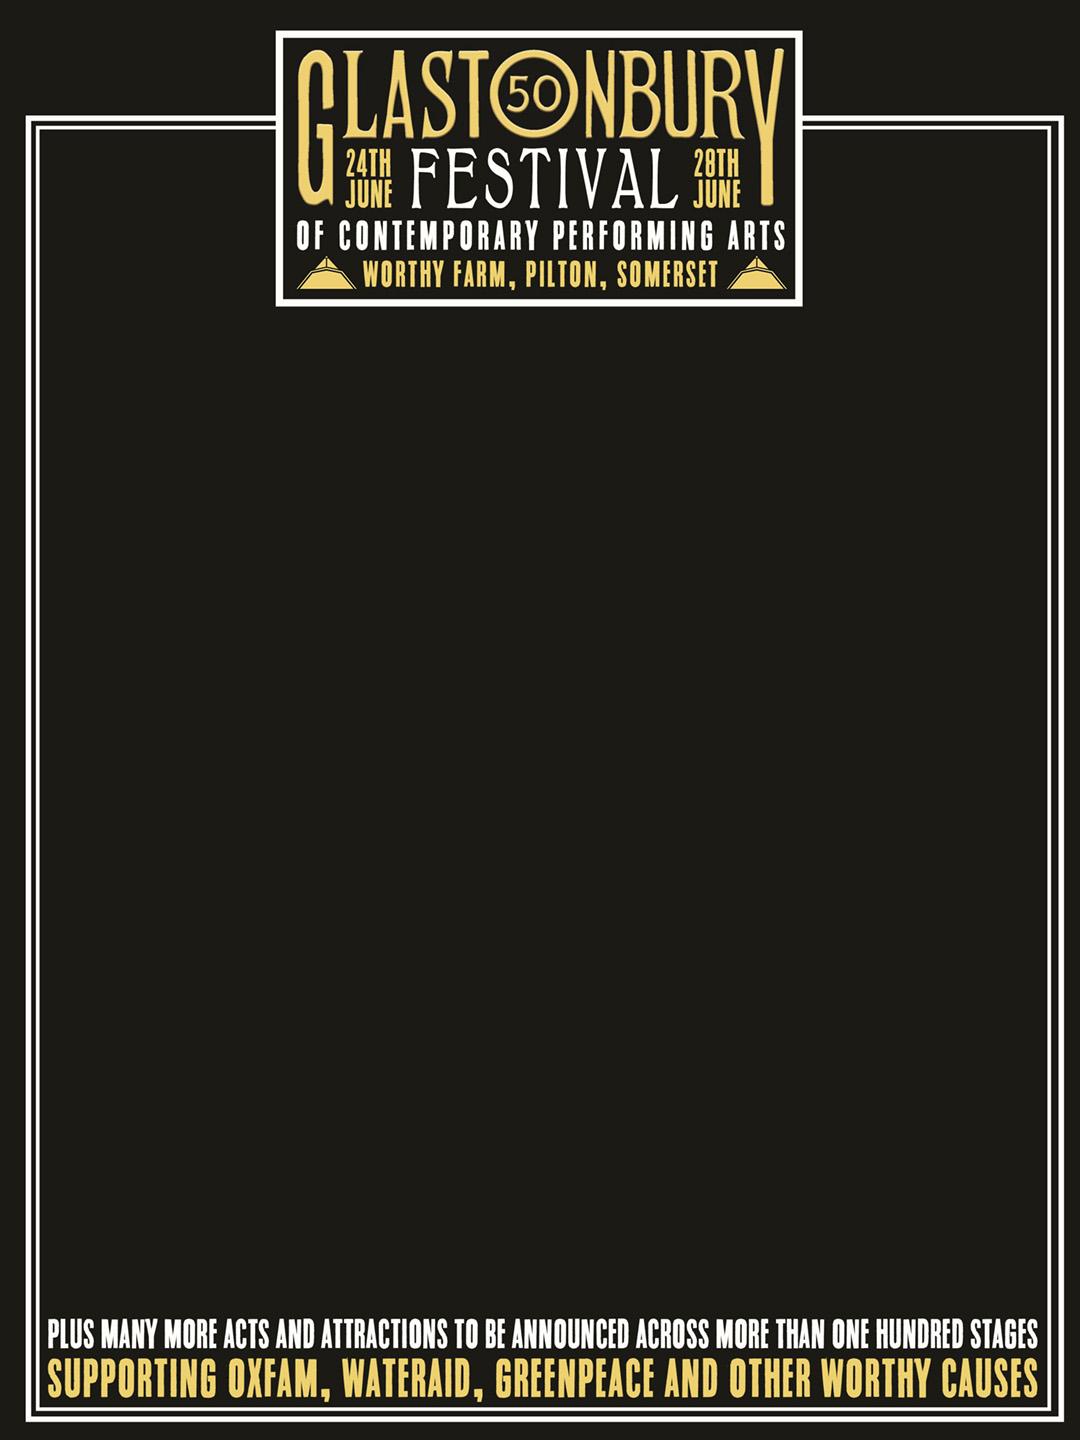 GLASTONBURY
50
24TH JUNE FESTIVAL 28TH JUNE
OF CONTEMPORARY PERFORMING ARTS
WORTHY FARM, PILTON, SOMERSET
PLUS MANY MORE ACTS AND ATTRACTIONS TO BE ANNOUNCED ACROSS MORE THAN ONE HUNDRED STAGES
SUPPORTING OXFAM, WATERAID, GREENPEACE AND OTHER WORTHY CAUSES